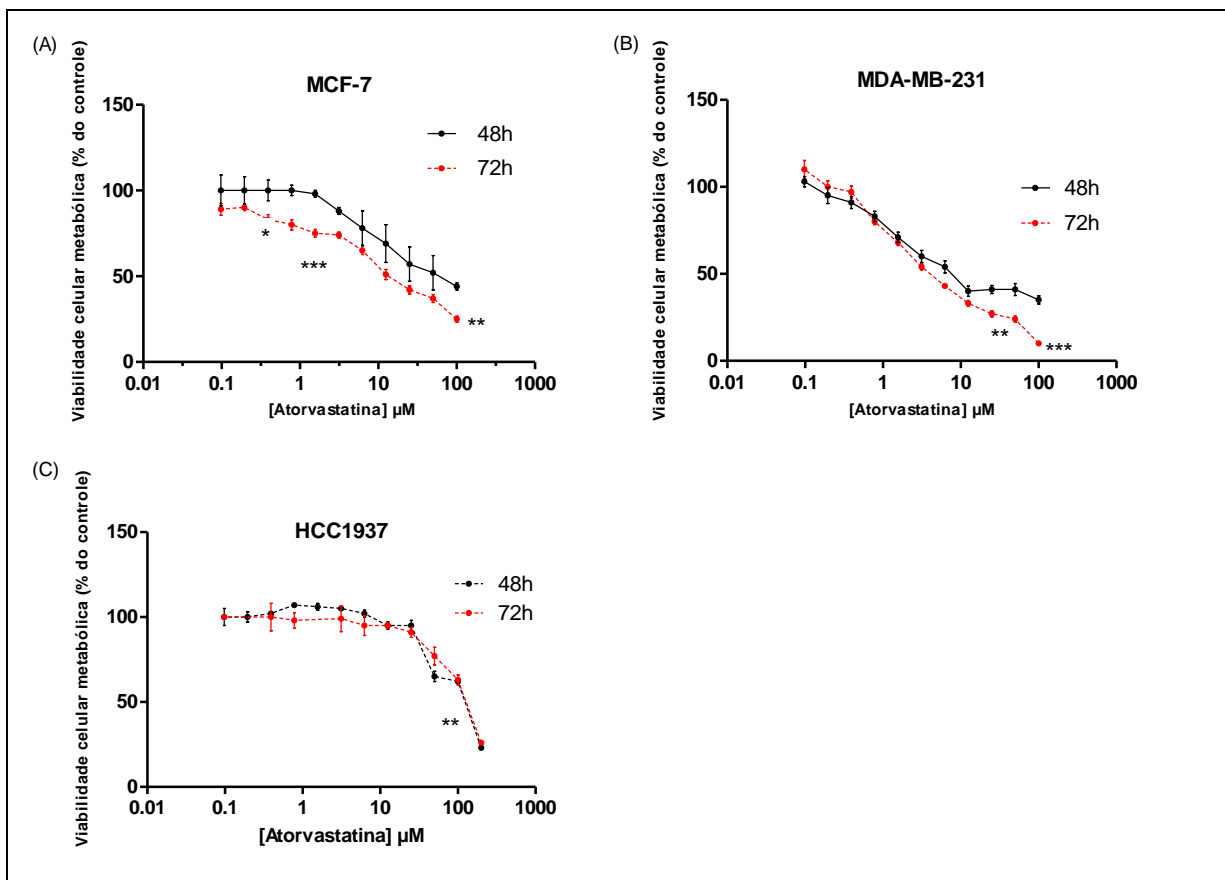 (A)
Viabilidade celular metabólica (% do controle)
MCF-7
150
100
50
0
48h
72h
*
***
**
0.01 0.1 1 10 100 1000
[Atorvastatina] µM
(B)
Viabilidade celular metabólica (% do controle)
MDA-MB-231
150
100
50
0
48h
72h
**
***
0.01 0.1 1 10 100 1000
[Atorvastatina] µM
(C)
Viabilidade celular metabólica (% do controle)
HCC1937
150
100
50
0
48h
72h
**
0.01 0.1 1 10 100 1000
[Atorvastatina] µM